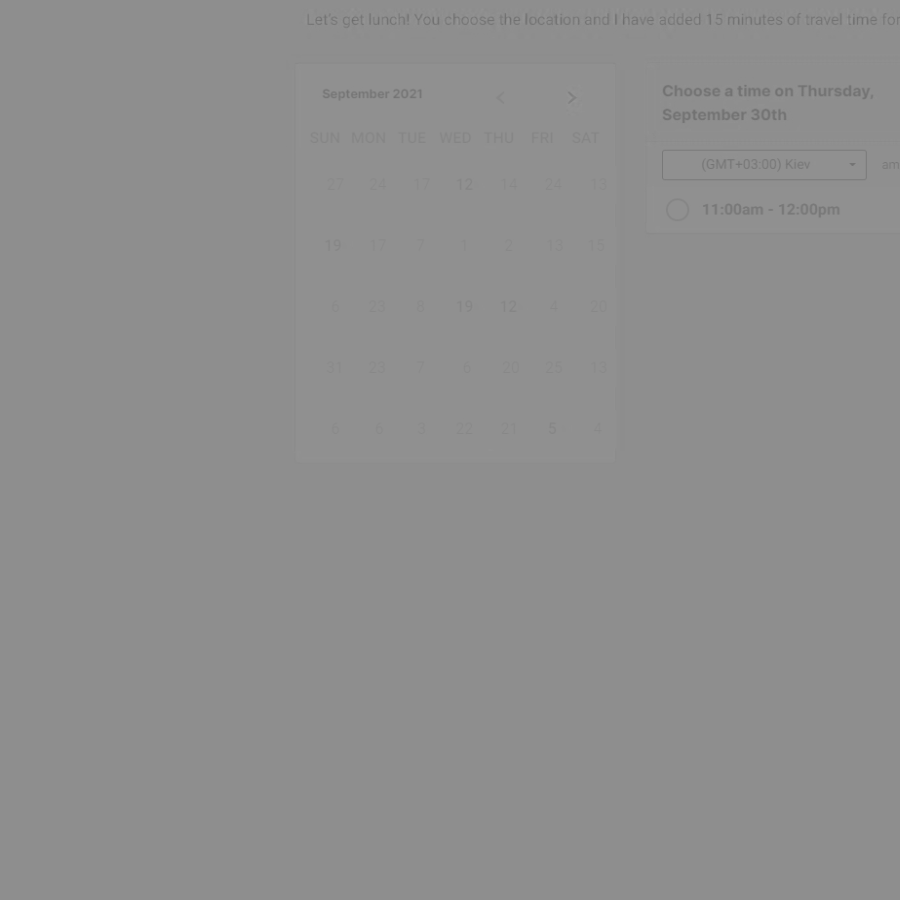 Let's get lunch! You choose the location and I have added 15 minutes of travel time for
September 2021
Choose a time on Thursday,
September 30th
SUN MON TUE WED THU FRI SAT
(GMT+03:00) Kiev am
27 24 17 12 14 24 13
11:00am - 12:00pm
19 17 7 1 2 13 15
6 23 8 19 12 4 20
31 23 7 6 20 25 13
6 3 22 21 5 4